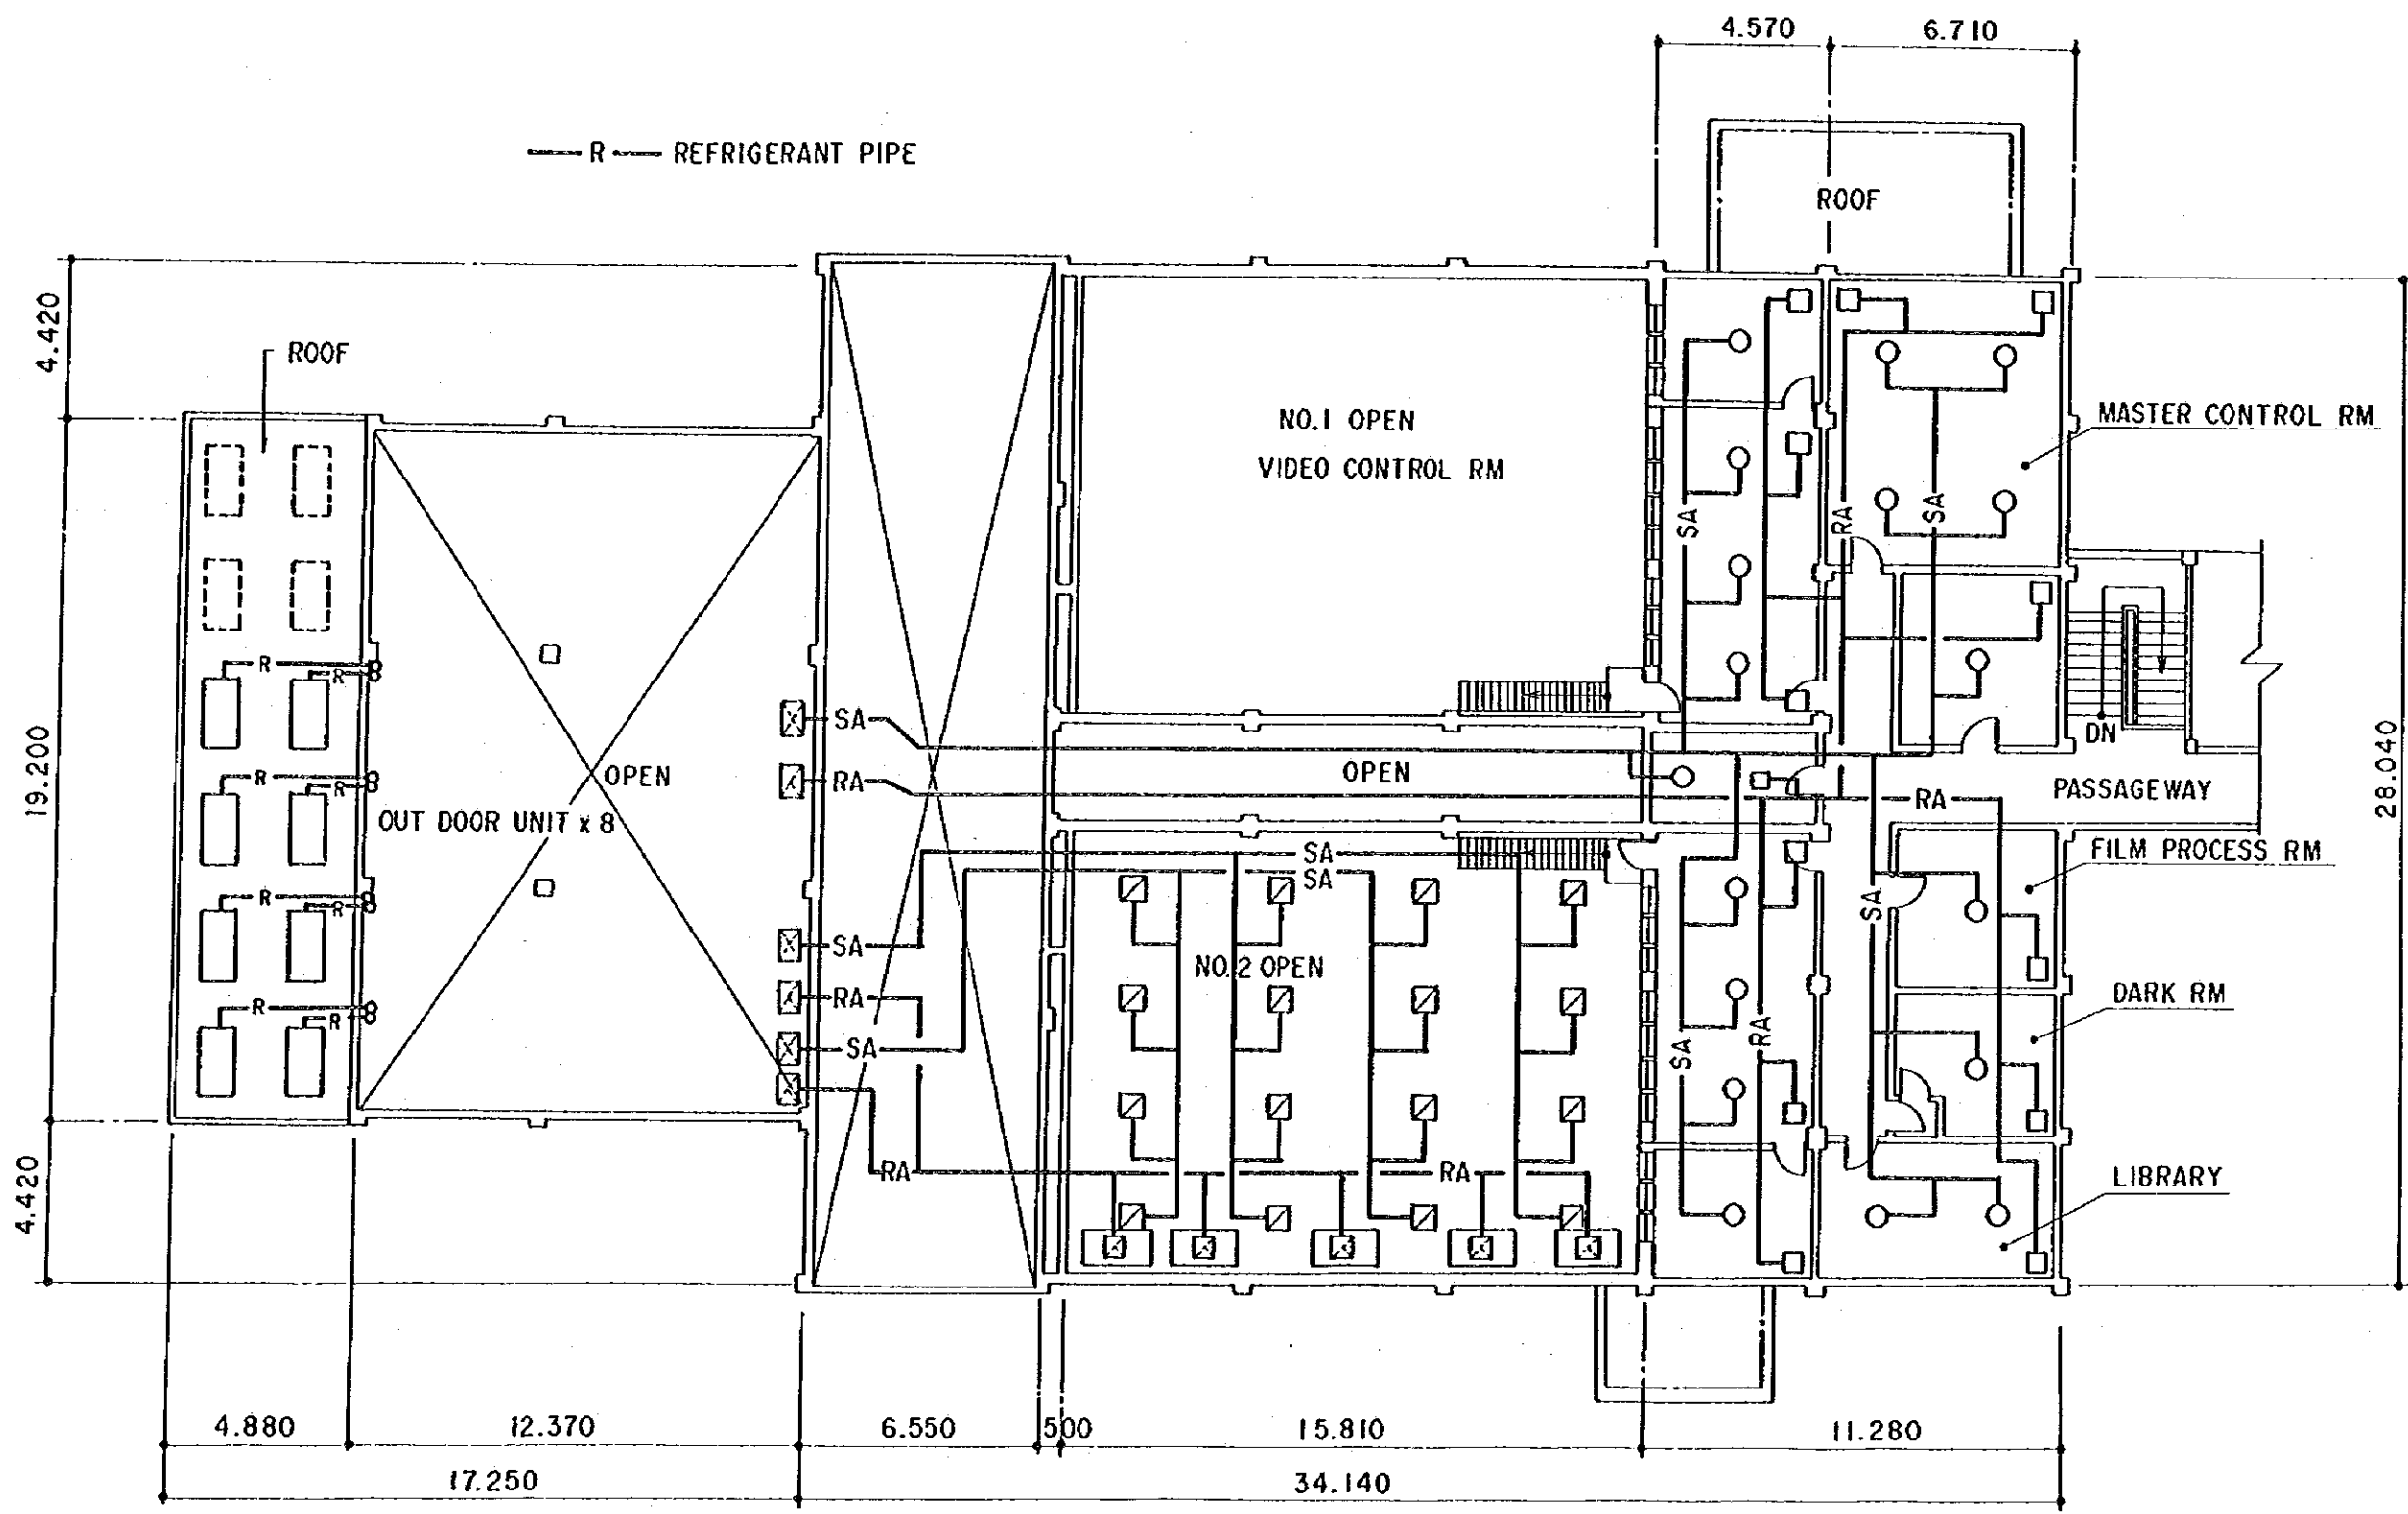 4.570
6.710
R
REFRIGERANT PIPE
ROOF
4.420
ROOF
NO.1 OPEN
VIDEO CONTROL RM
MASTER CONTROL RM
SA
RA
SA
R
R
SA
DN
19.200
R
R
OPEN
RA
OPEN
RA
PASSAGEWAY
28.040
OUT DOOR UNIT x 8
SA
SA
FILM PROCESS RM
R
R
SA
SA
NO.2 OPEN
RA
DARK RM
R
R
SA
SA
RA
4.420
RA
RA
LIBRARY
4.880
12.370
6.550
500
15.810
11.280
17.250
34.140